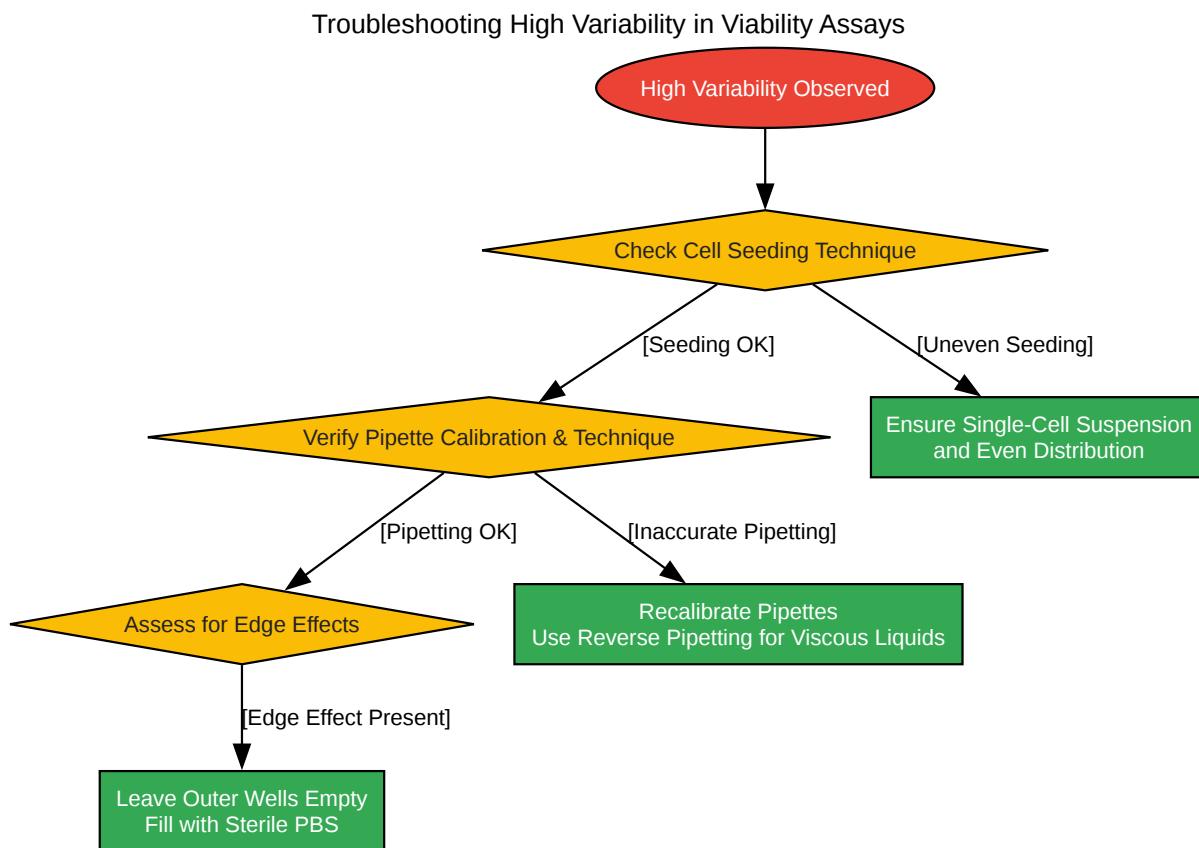 Troubleshooting High Variability in Viability Assays
High Variability Observed
Check Cell Seeding Technique
[Seeding OK]
[Uneven Seeding]
Verify Pipette Calibration & Technique
Ensure Single-Cell Suspension
and Even Distribution
[Pipetting OK]
[Inaccurate Pipetting]
Assess for Edge Effects
Recalibrate Pipettes
Use Reverse Pipetting for Viscous Liquids
[Edge Effect Present]
Leave Outer Wells Empty
Fill with Sterile PBS